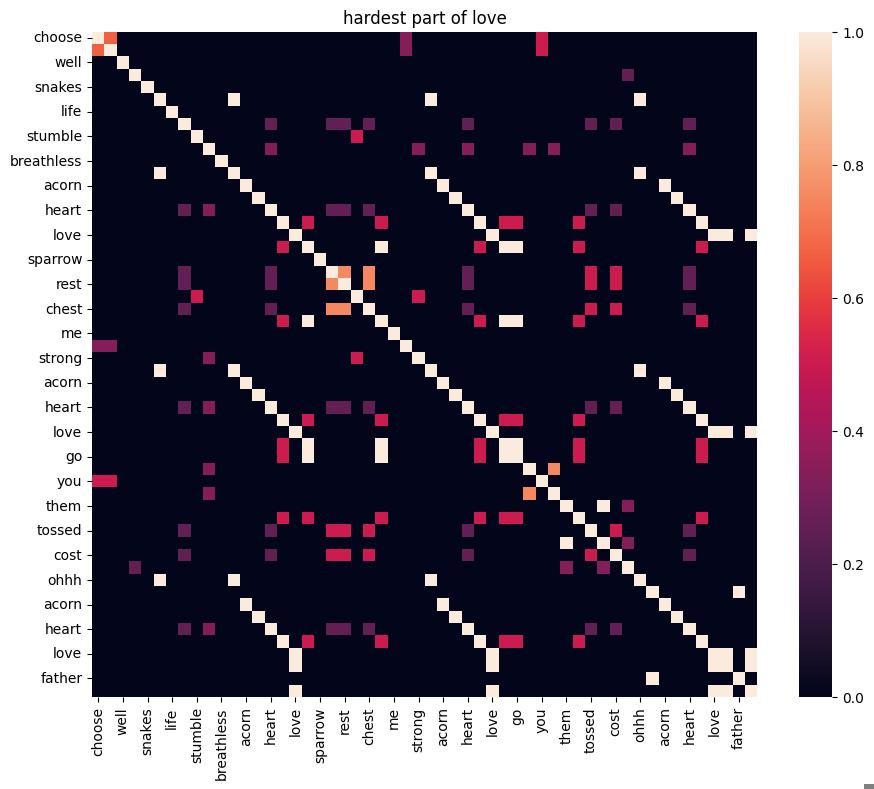 hardest part of love
choose
well
snakes
life
stumble
breathless
acorn
heart
love
sparrow
rest
chest
me
strong
acorn
heart
love
go
you
them
tossed
cost
ohhh
acorn
heart
love
father
1.0
0.8
0.6
0.4
0.2
0.0
choose
well
snakes
life
stumble
breathless
acorn
heart
love
sparrow
rest
chest
me
strong
acorn
heart
love
go
you
them
tossed
cost
ohhh
acorn
heart
love
father